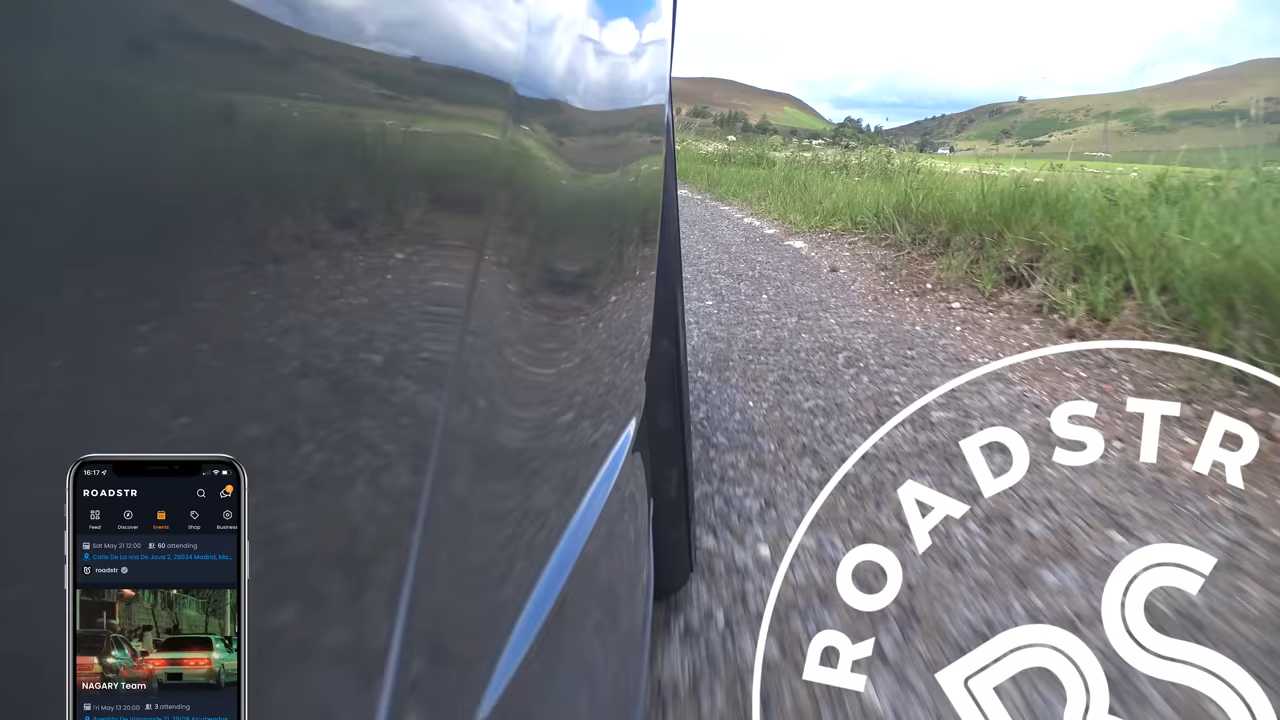 16:17
ROADSTR
Feed Discover Events Shop Business
Sat May 21 12:00 60 attending
Calle De La Isla De Java 2, 28034 Madrid, Ma...
roadstr
NAGARY Team
Fri May 13 20:00 3 attending
ROADSTR
RS